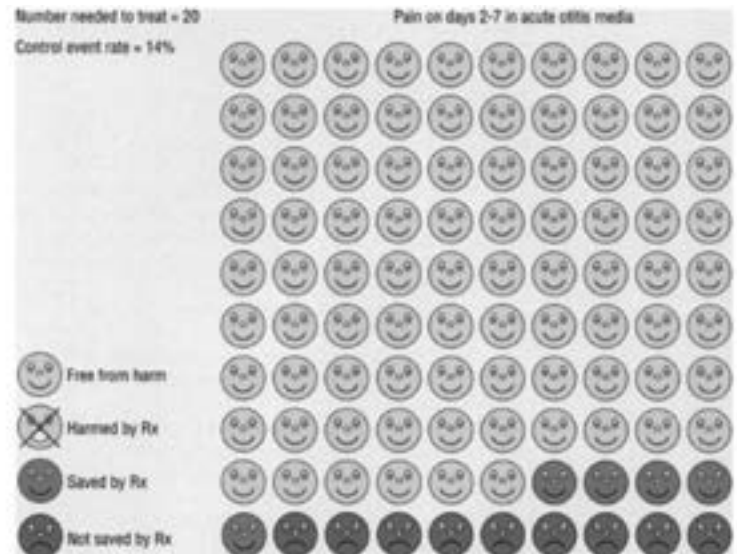 Number needed to treat = 20
Pain on days 2-7 in acute otitis media
Control event rate = 14%
Free from harm
Harmed by Rx
Saved by Rx
Not saved by Rx